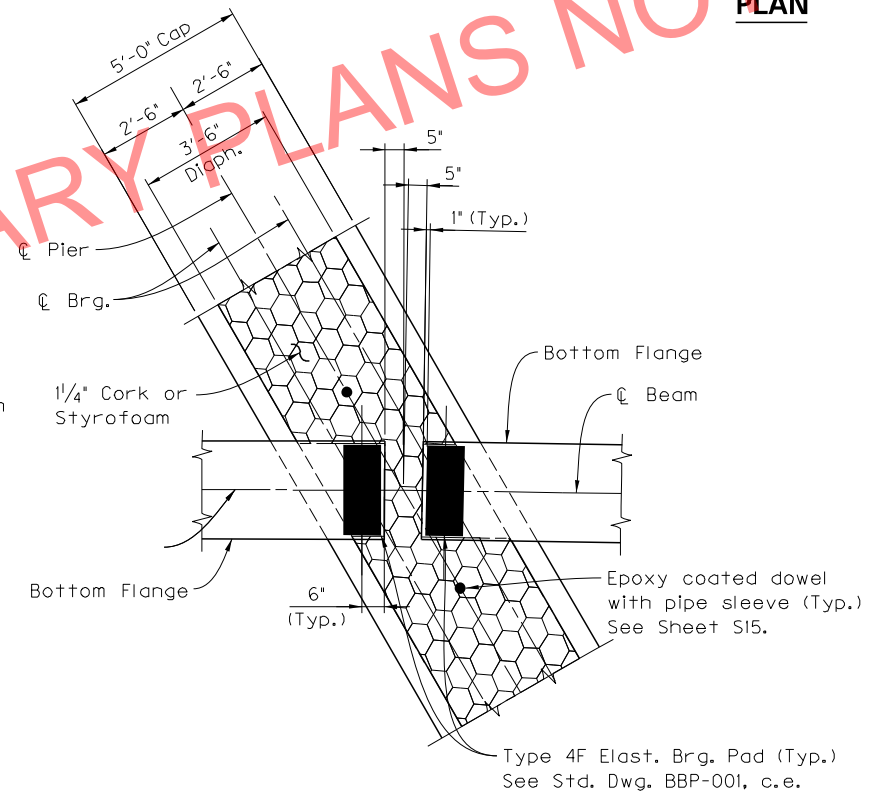 PLAN
ARY PLANS NO
5'-0" Cap
2'-6"
2'-6"
3'-6"
Diaph.
5"
5"
1" (Typ.)
℄ Pier
℄ Brg.
1 1/4" Cork or
Styrofoam
Bottom Flange
℄ Beam
Bottom Flange
6"
(Typ.)
Epoxy coated dowel
with pipe sleeve (Typ.)
See Sheet S15.
Type 4F Elast. Brg. Pad (Typ.)
See Std. Dwg. BBP-001, c.e.